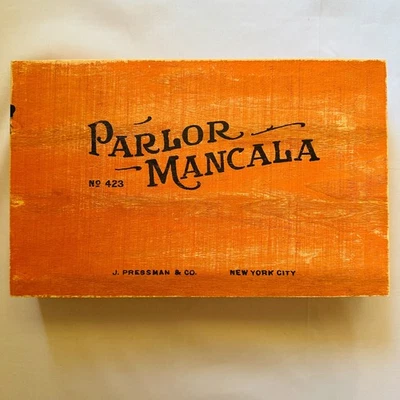 PARLOR
MANCALA
No 423
J. PRESSMAN & CO. NEW YORK CITY